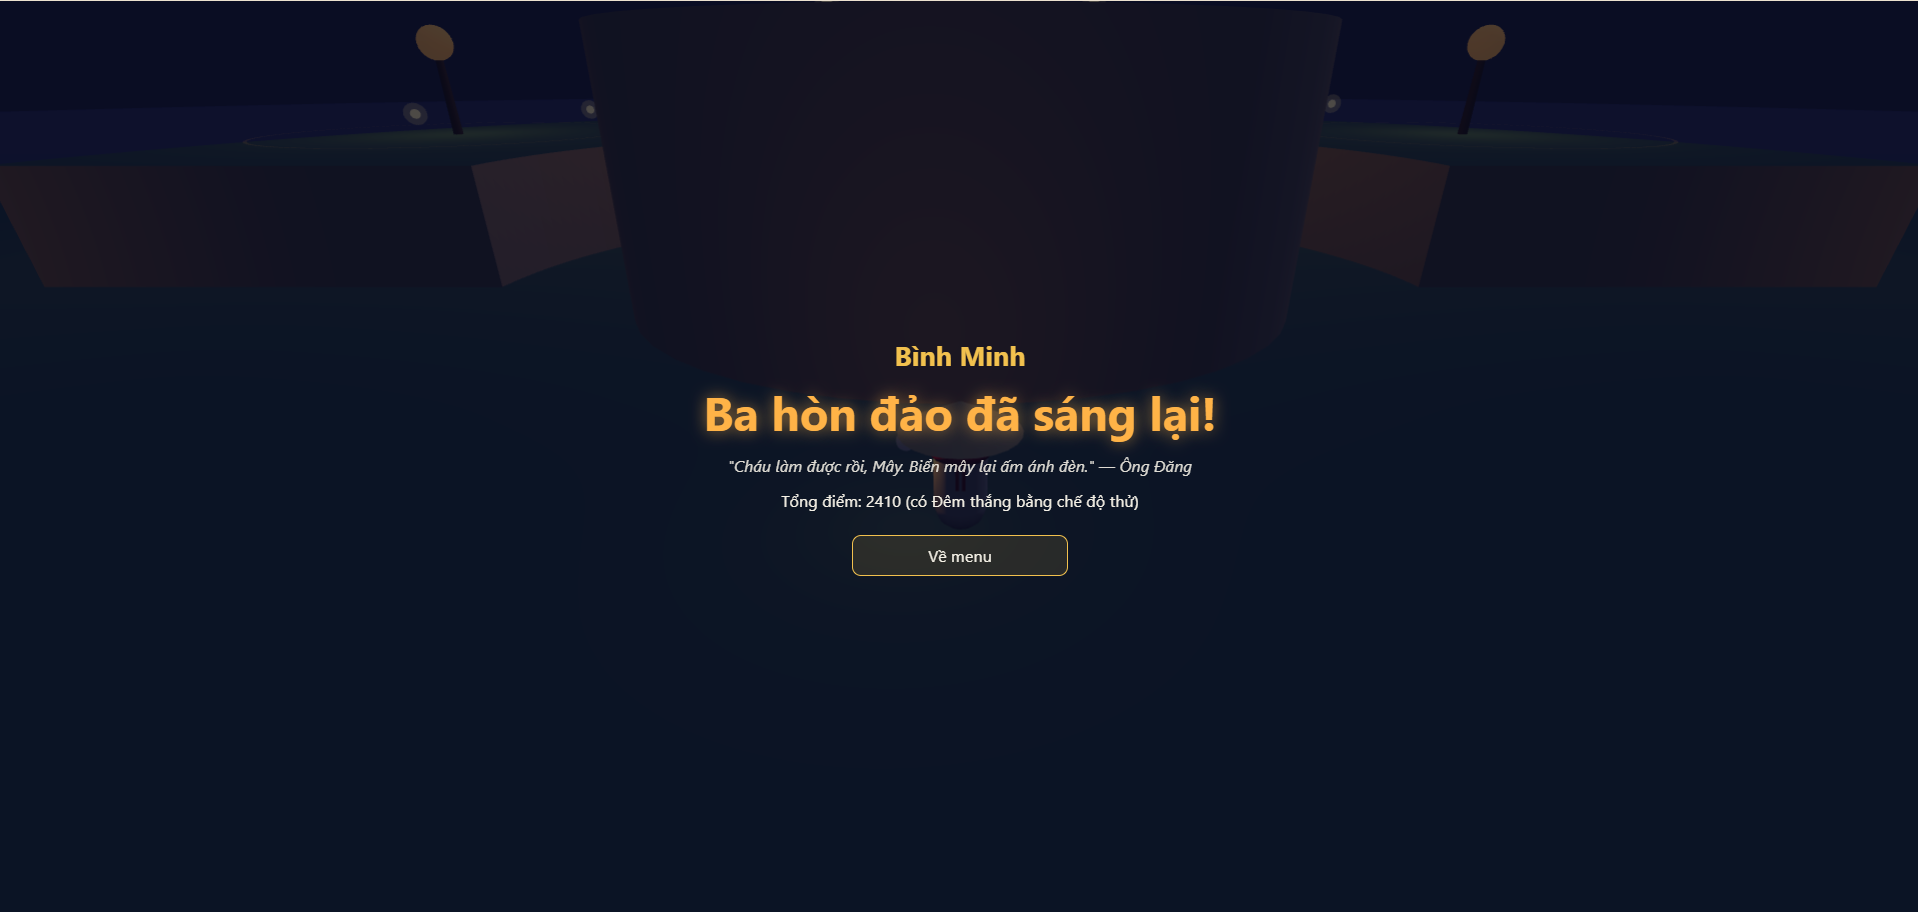 Bình Minh
Ba hòn đảo đã sáng lại!
"Cháu làm được rồi, Mây. Biển mây lại ấm ánh đèn." — Ông Đăng
Tổng điểm: 2410 (có Đêm thắng bằng chế độ thử)
Về menu